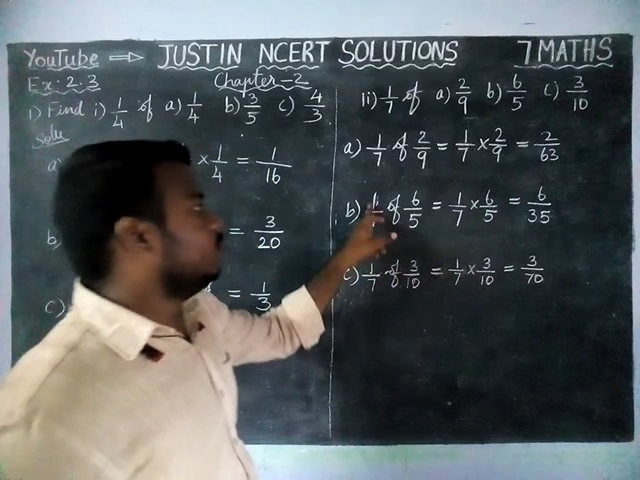 YouTube ⇒ JUSTIN NCERT SOLUTIONS 7 MATHS
Ex: 2.3 Chapter-2
1) Find i) 1/4 of a) 1/4 b) 3/5 c) 4/3
Solu
a) × 1/4 = 1/16
b) = 3/20
c) = 1/3
ii) 1/7 of a) 2/9 b) 6/5 c) 3/10
a) 1/7 of 2/9 = 1/7 × 2/9 = 2/63
b) 1/7 of 6/5 = 1/7 × 6/5 = 6/35
c) 1/7 of 3/10 = 1/7 × 3/10 = 3/70